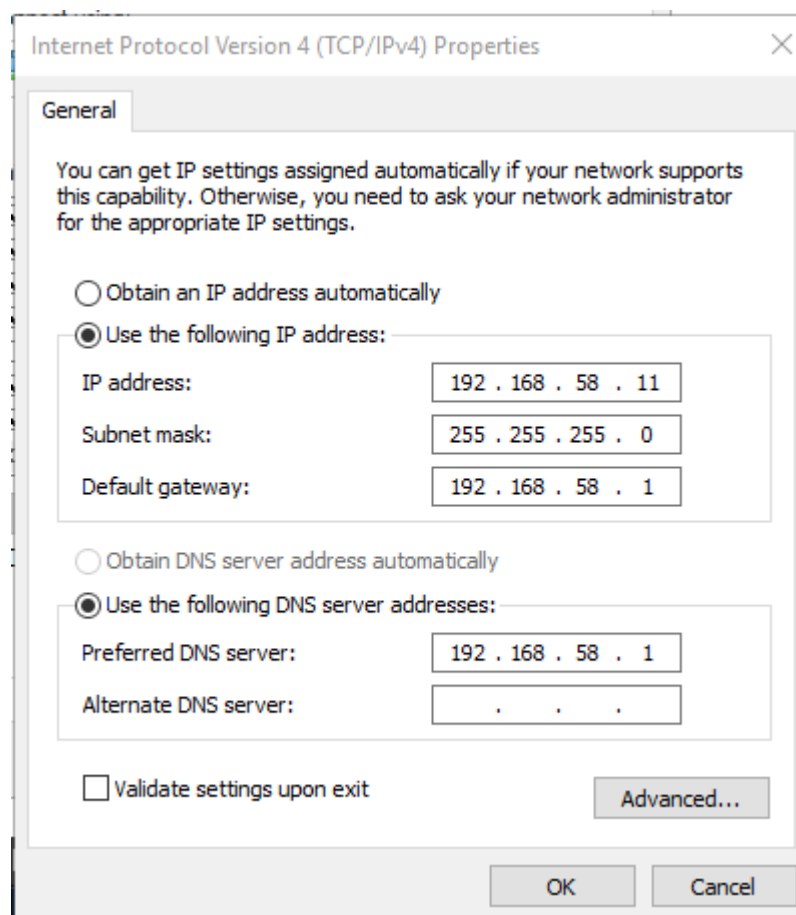 Internet Protocol Version 4 (TCP/IPv4) Properties
General
You can get IP settings assigned automatically if your network supports
this capability. Otherwise, you need to ask your network administrator
for the appropriate IP settings.
Obtain an IP address automatically
Use the following IP address:
IP address: 192 . 168 . 58 . 11
Subnet mask: 255 . 255 . 255 . 0
Default gateway: 192 . 168 . 58 . 1
Obtain DNS server address automatically
Use the following DNS server addresses:
Preferred DNS server: 192 . 168 . 58 . 1
Alternate DNS server: . . .
Validate settings upon exit
Advanced...
OK Cancel